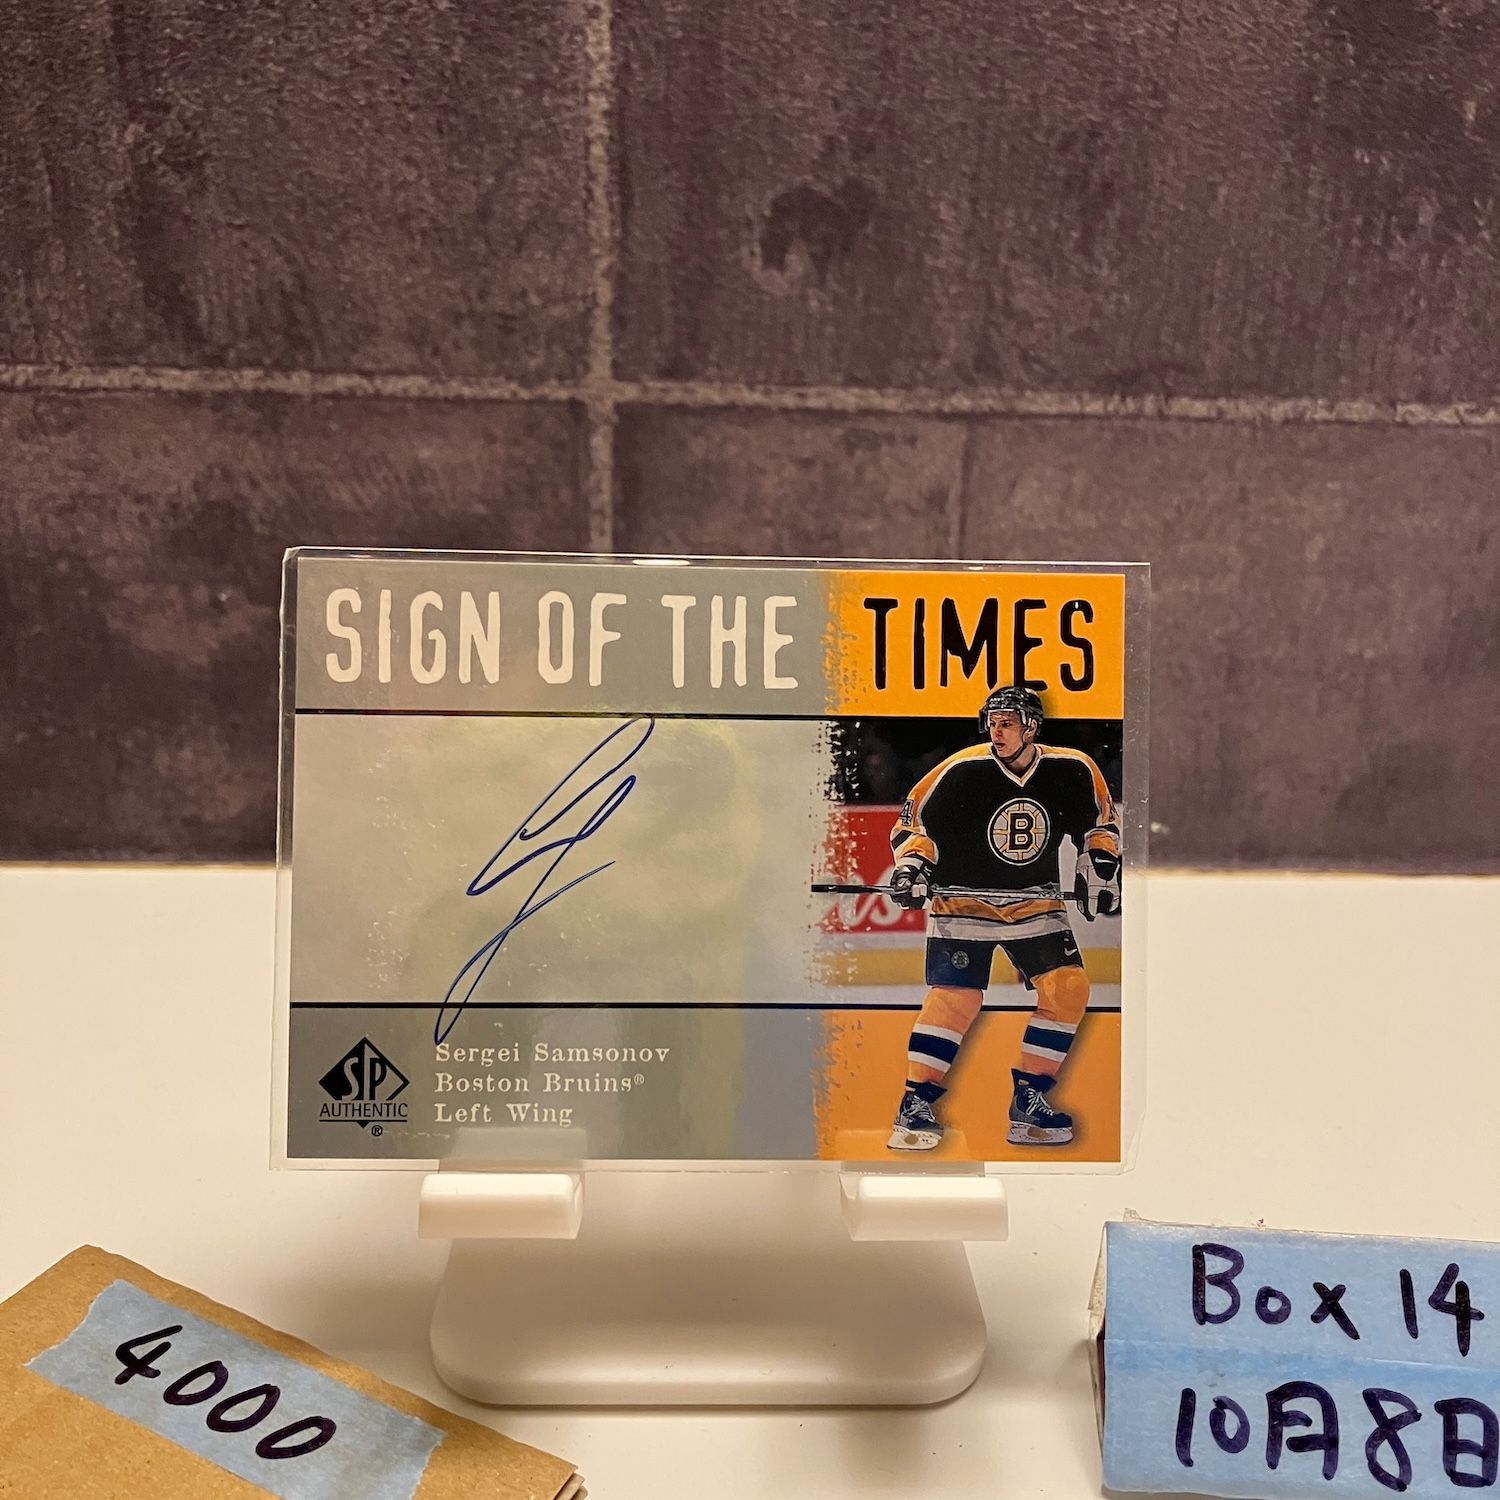 SIGN OF THE TIMES
4
B
SP
AUTHENTIC
®
Sergei Samsonov
Boston Bruins®
Left Wing
4000
Box 14
10月8日